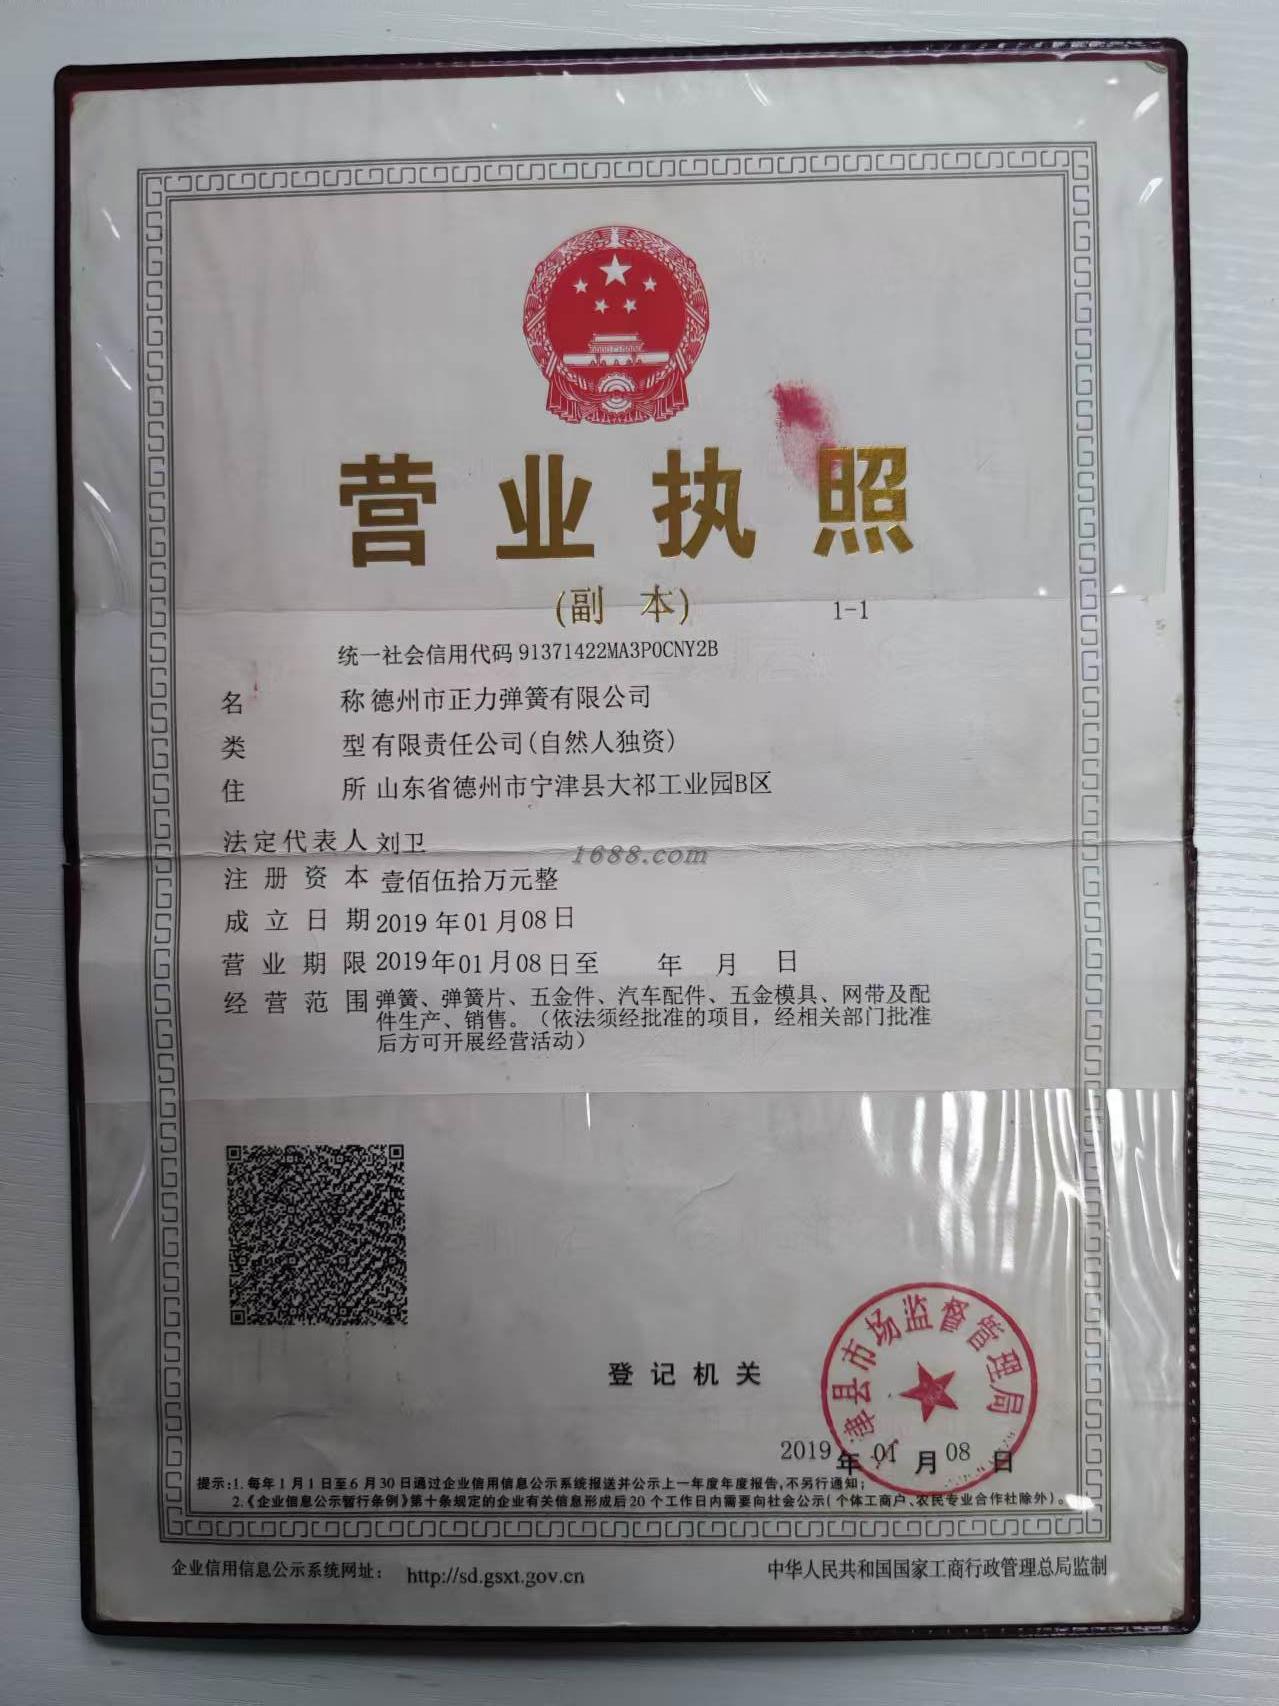 营业执照
(副 本)
1-1
统一社会信用代码 91371422MA3P0CNY2B
名 称 德州市正力弹簧有限公司
类 型 有限责任公司(自然人独资)
住 所 山东省德州市宁津县大祁工业园B区
法定代表人 刘卫
1688.com
注册资本 壹佰伍拾万元整
成立日期 2019年01月08日
营业期限 2019年01月08日至 年 月 日
经营范围 弹簧、弹簧片、五金件、汽车配件、五金模具、网带及配
件生产、销售。（依法须经批准的项目，经相关部门批准
后方可开展经营活动）
津县市场监督管理局
登记机关
2019年01月08日
提示:1.每年1月1日至6月30日通过企业信用信息公示系统报送并公示上一年度年度报告,不另行通知;
2.《企业信息公示暂行条例》第十条规定的企业有关信息形成后20个工作日内需要向社会公示(个体工商户、农民专业合作社除外)。
企业信用信息公示系统网址: http://sd.gsxt.gov.cn
中华人民共和国国家工商行政管理总局监制